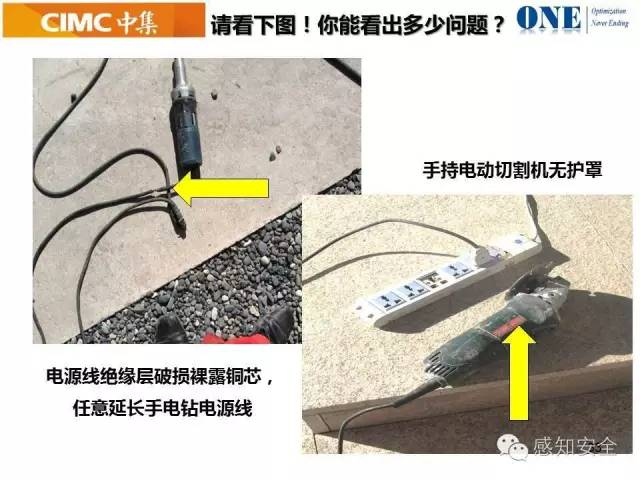 CIMC 中集
请看下图！你能看出多少问题？
ONE
Optimization
Never Ending
手持电动切割机无护罩
电源线绝缘层破损裸露铜芯，
任意延长手电钻电源线
感知安全